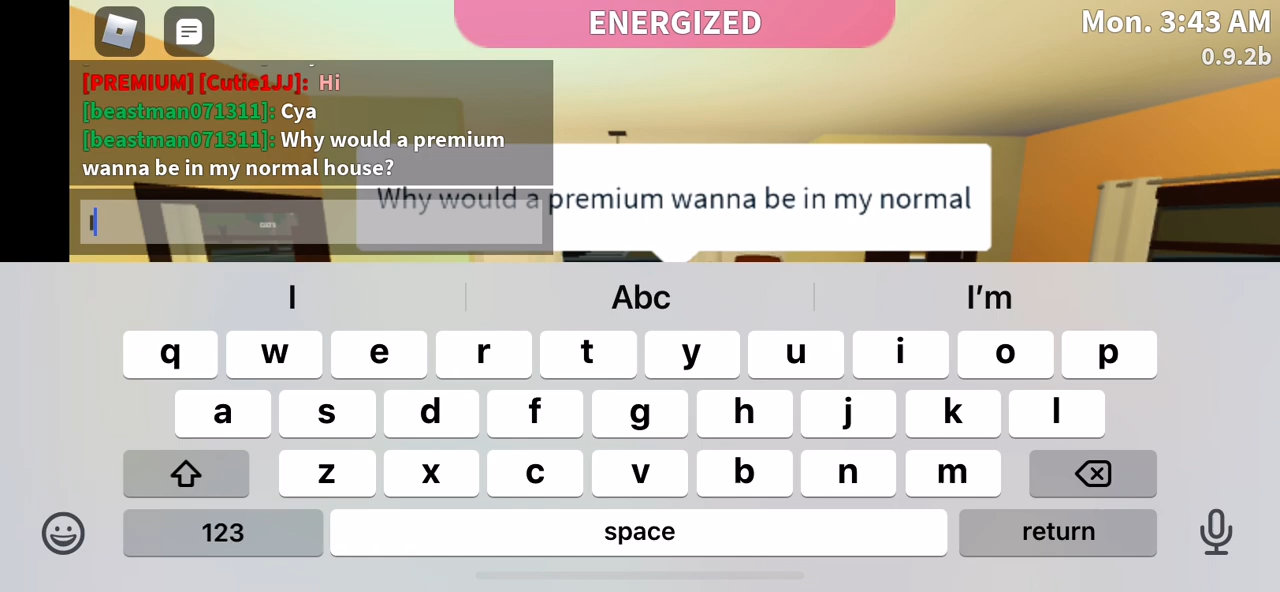 ENERGIZED
Mon. 3:43 AM
0.9.2b
[PREMIUM] [Cutie1JJ]: Hi
[beastman071311]: Cya
[beastman071311]: Why would a premium
wanna be in my normal house?
Why would a premium wanna be in my normal
I Abc I’m
q w e r t y u i o p
a s d f g h j k l
z x c v b n m
123 space return